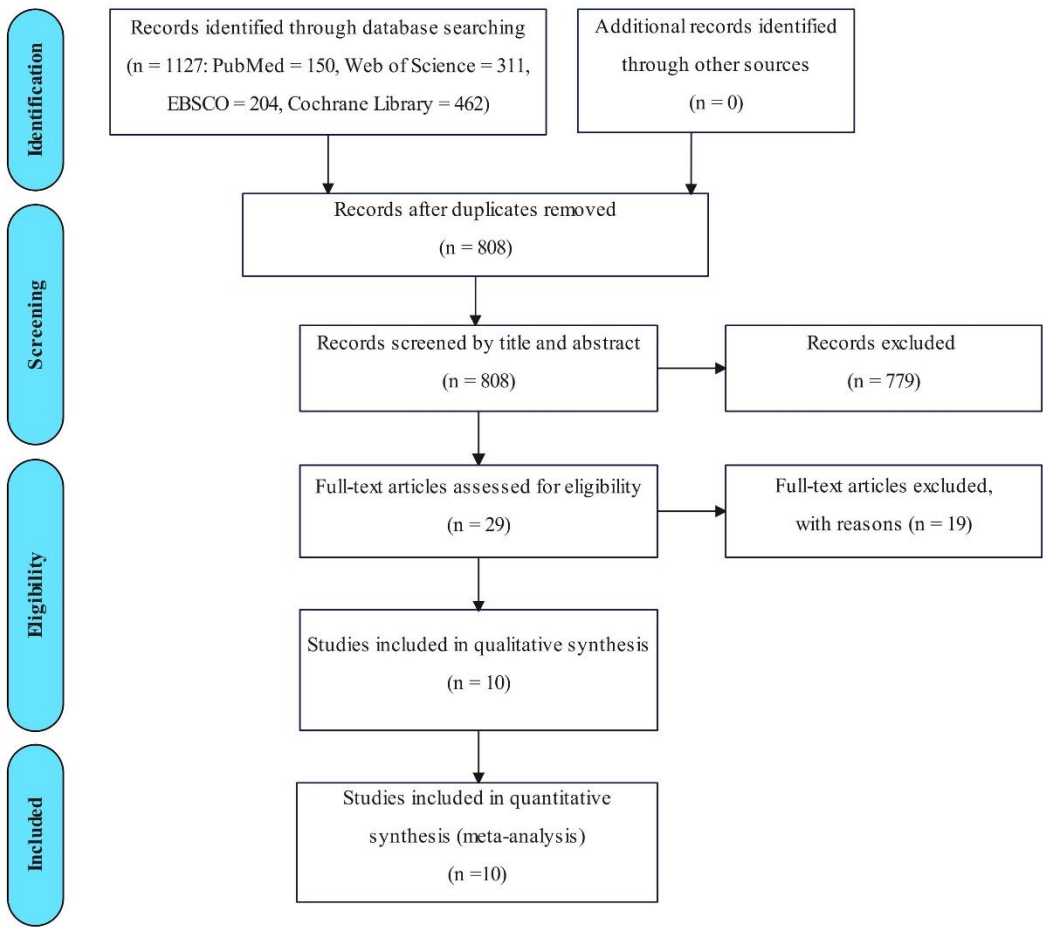 Identification
Records identified through database searching
(n = 1127: PubMed = 150, Web of Science = 311,
EBSCO = 204, Cochrane Library = 462)
Additional records identified
through other sources
(n = 0)
Records after duplicates removed
(n = 808)
Screening
Records screened by title and abstract
(n = 808)
Records excluded
(n = 779)
Eligibility
Full-text articles assessed for eligibility
(n = 29)
Full-text articles excluded,
with reasons (n = 19)
Studies included in qualitative synthesis
(n = 10)
Included
Studies included in quantitative
synthesis (meta-analysis)
(n =10)